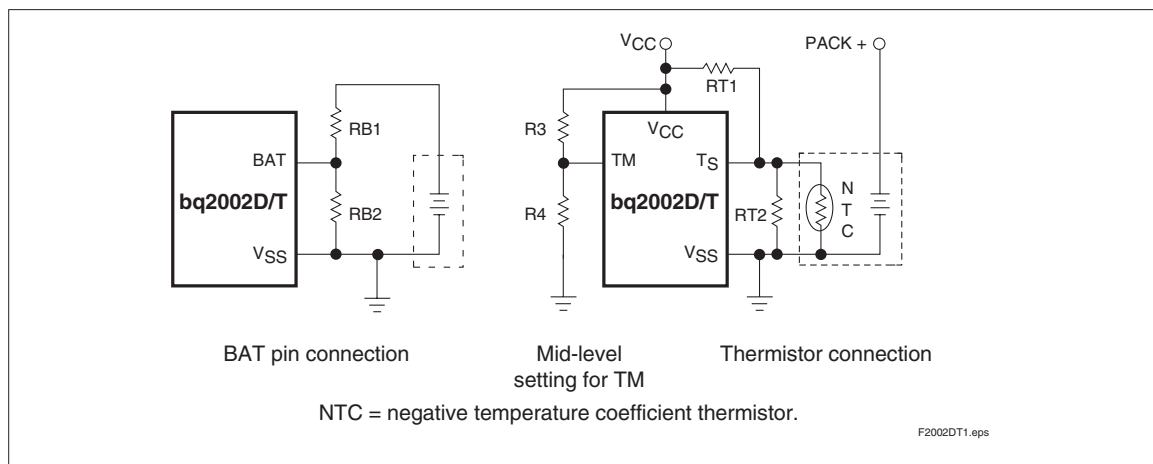 VCC
PACK +
RT1
RB1
R3
VCC
BAT
TM
TS
bq2002D/T
bq2002D/T
N
T
C
RB2
R4
RT2
VSS
VSS
BAT pin connection
Mid-level
setting for TM
Thermistor connection
NTC = negative temperature coefficient thermistor.
F2002DT1.eps